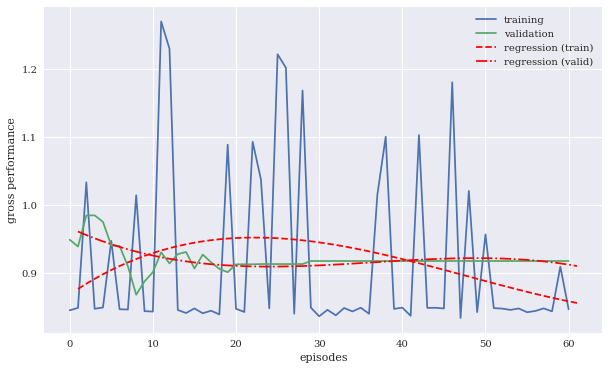 training
validation
regression (train)
regression (valid)
1.2
1.1
1.0
0.9
gross performance
0
10
20
30
40
50
60
episodes